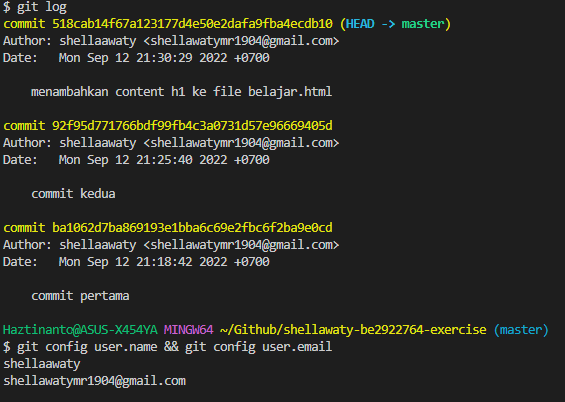 $ git log
commit 518cab14f67a123177d4e50e2dafa9fba4ecdb10 (HEAD -> master)
Author: shellaawaty <shellawatymr1904@gmail.com>
Date:   Mon Sep 12 21:30:29 2022 +0700
menambahkan content h1 ke file belajar.html
commit 92f95d771766bdf99fb4c3a0731d57e96669405d
Author: shellaawaty <shellawatymr1904@gmail.com>
Date:   Mon Sep 12 21:25:40 2022 +0700
commit kedua
commit ba1062d7ba869193e1bba6c69e2fbc6f2ba9e0cd
Author: shellaawaty <shellawatymr1904@gmail.com>
Date:   Mon Sep 12 21:18:42 2022 +0700
commit pertama
Haztinanto@ASUS-X454YA MINGW64 ~/Github/shellawaty-be2922764-exercise (master)
$ git config user.name && git config user.email
shellaawaty
shellawatymr1904@gmail.com